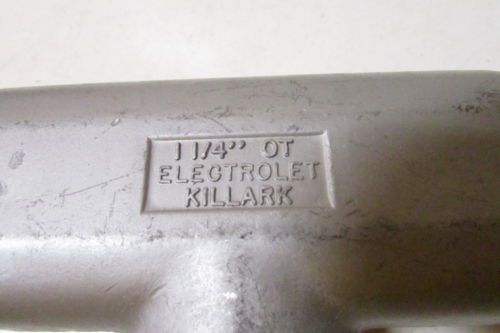 1 1/4" OT
ELECTROLET
KILLARK